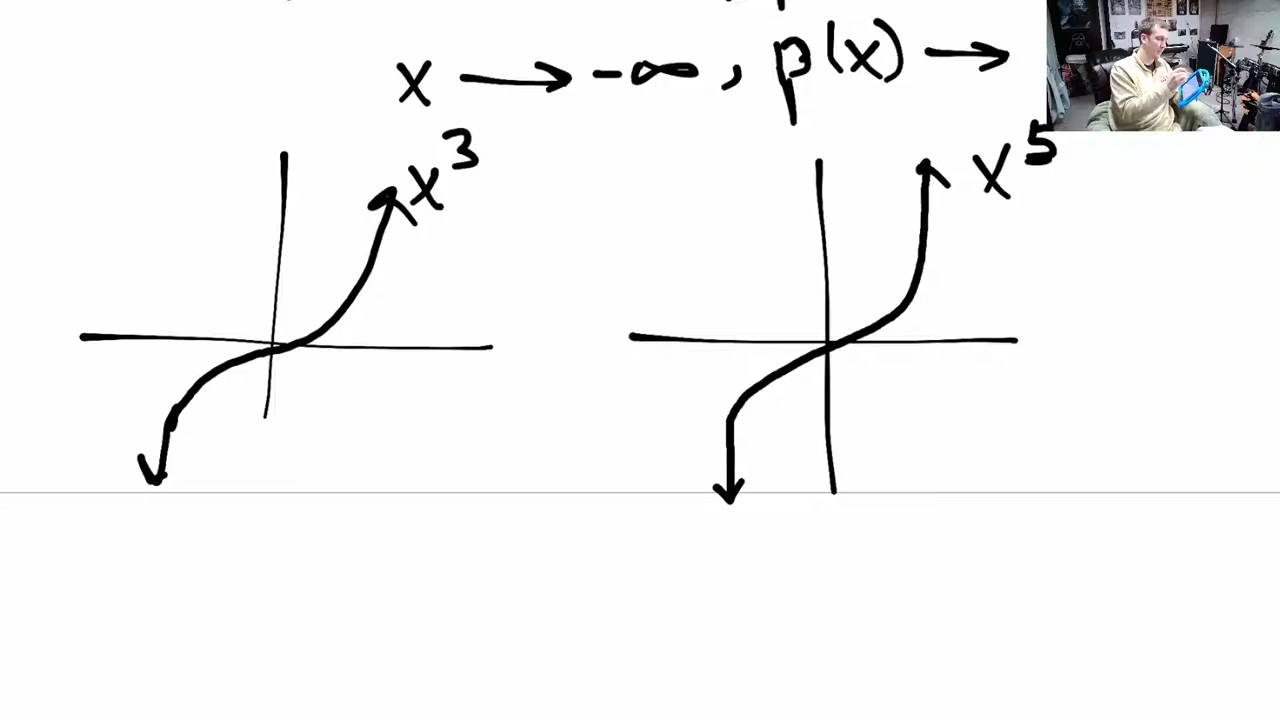 x → -∞, p(x) →
x³
x⁵